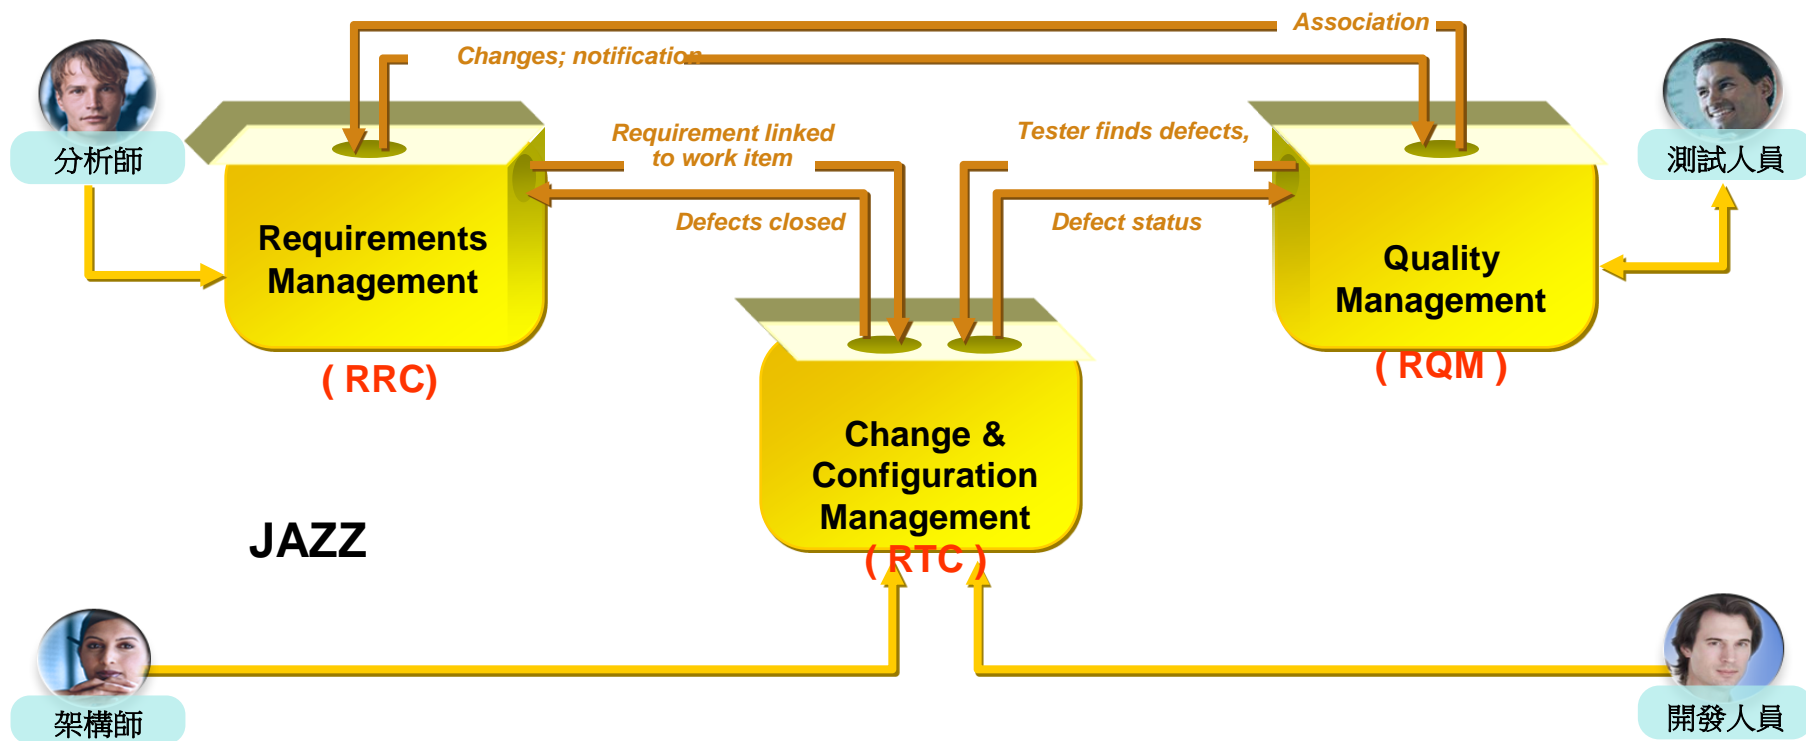 Association
Changes; notification
分析師
Requirement linked
to work item
Tester finds defects,
測試人員
Defects closed
Defect status
Requirements
Management
Quality
Management
( RRC)
( RQM )
Change &
Configuration
Management
( RTC )
JAZZ
架構師
開發人員